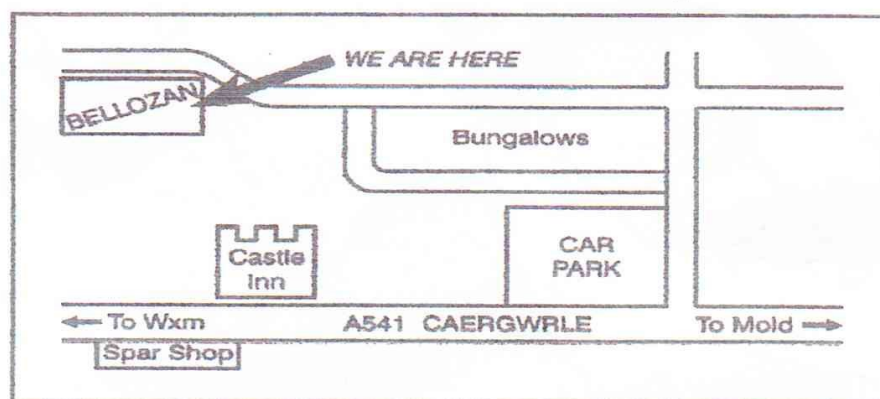 WE ARE HERE
BELLOZAN
Bungalows
Castle
Inn
CAR
PARK
To Wxm
A541 CAERGWRLE
To Mold
Spar Shop